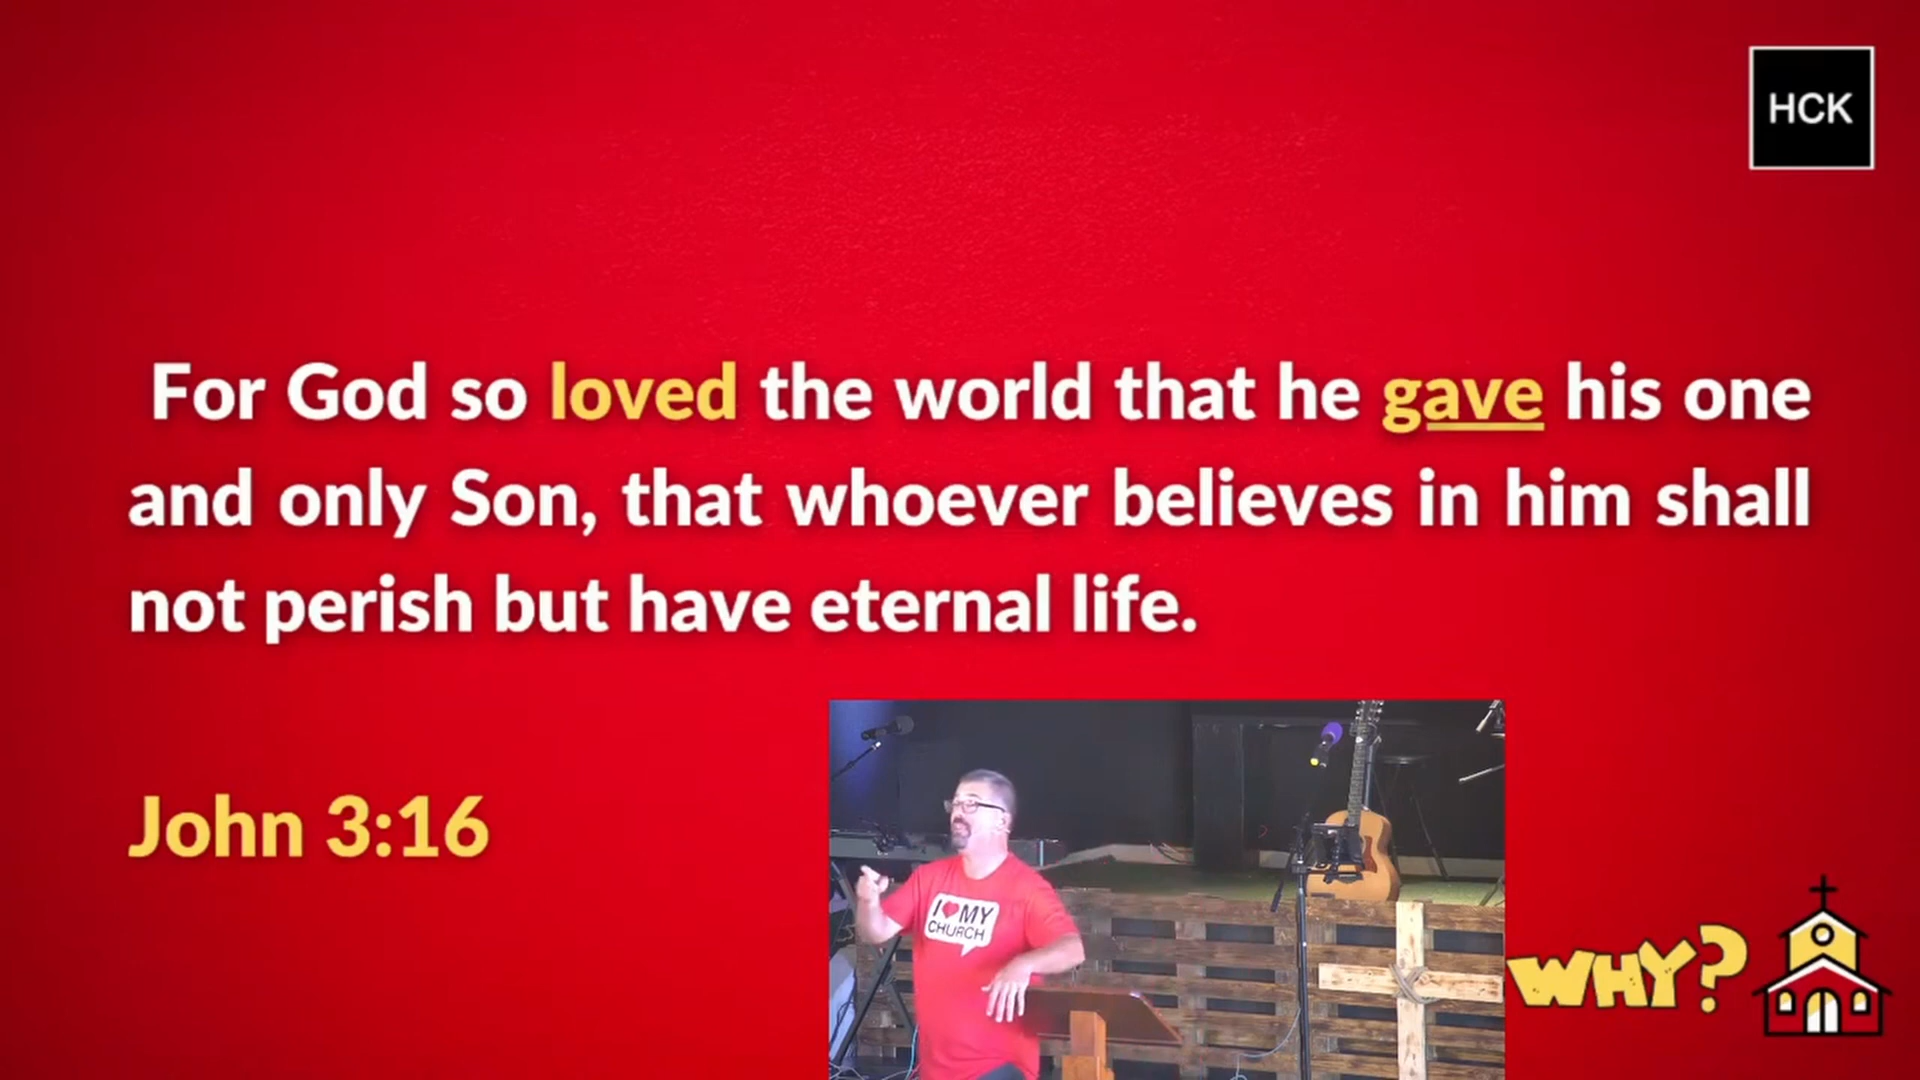 HCK
For God so loved the world that he gave his one
and only Son, that whoever believes in him shall
not perish but have eternal life.
John 3:16
I ❤ MY
CHURCH
WHY?